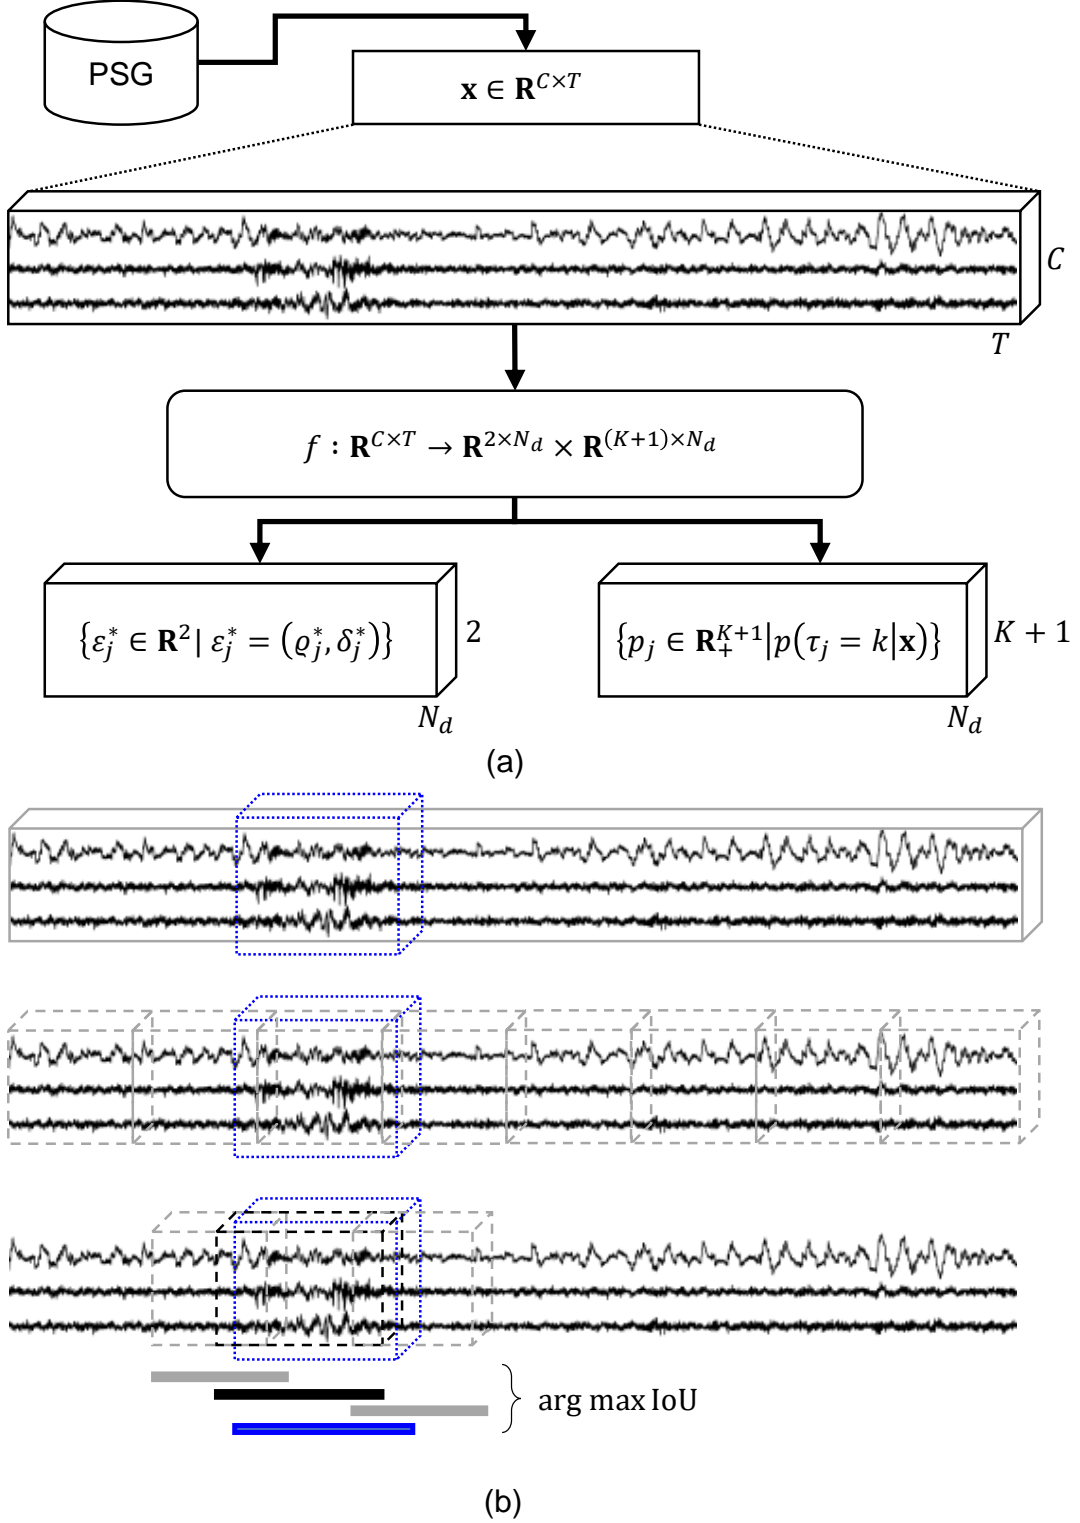 PSG
𝐱 ∈ 𝐑^{C×T}
C
T
f : 𝐑^{C×T} → 𝐑^{2×N_d} × 𝐑^{(K+1)×N_d}
{ε_j^* ∈ 𝐑^2 | ε_j^* = (ϱ_j^*, δ_j^*)}
2
N_d
{p_j ∈ 𝐑_+^{K+1} | p(τ_j = k|𝐱)}
K + 1
N_d
(a)
arg max IoU
(b)